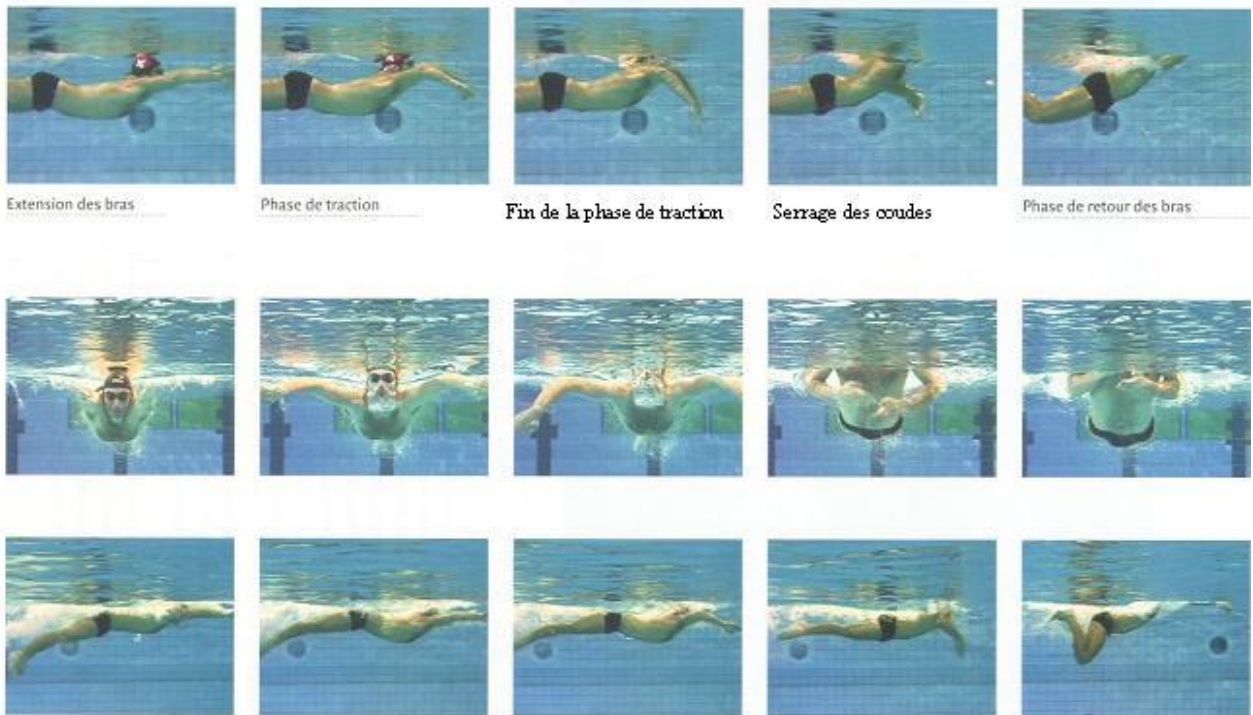 Extension des bras
Phase de traction
Fin de la phase de traction
Serrage des coudes
Phase de retour des bras